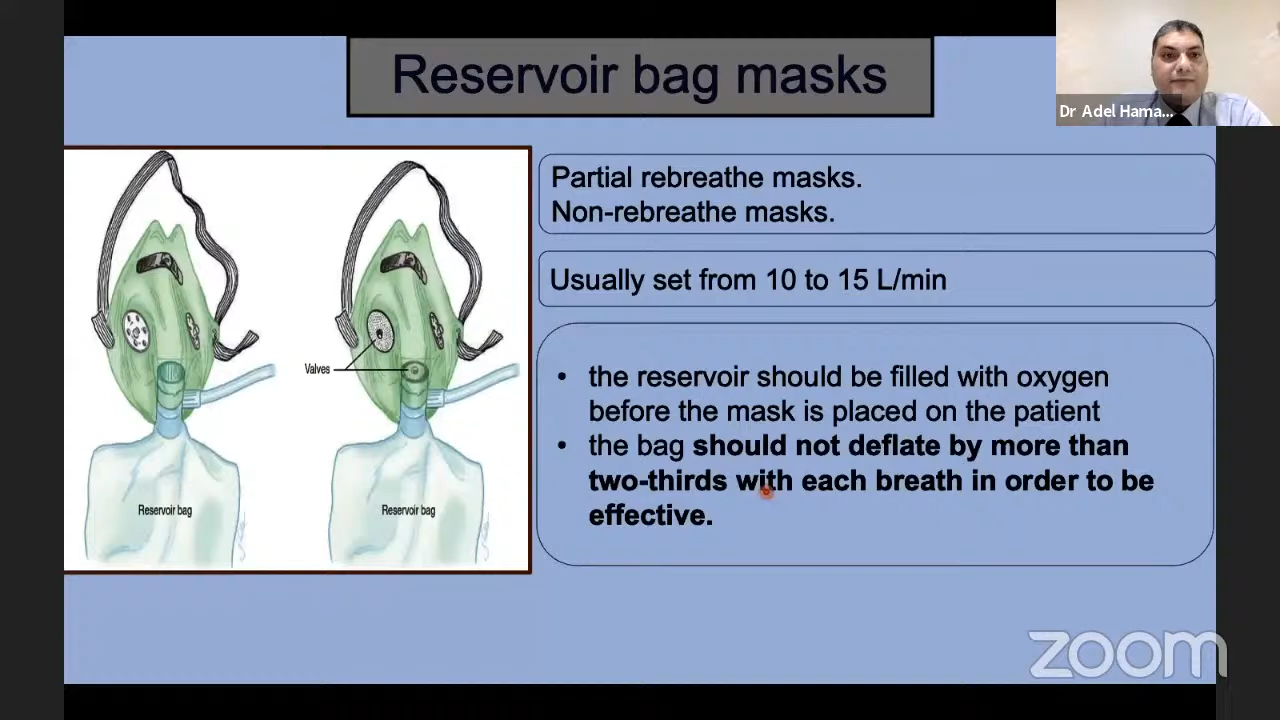 Reservoir bag masks
Dr Adel Hama...
Partial rebreathe masks.
Non-rebreathe masks.
Usually set from 10 to 15 L/min
• the reservoir should be filled with oxygen
before the mask is placed on the patient
• the bag should not deflate by more than
two-thirds with each breath in order to be
effective.
Valves
Reservoir bag
Reservoir bag
zoom